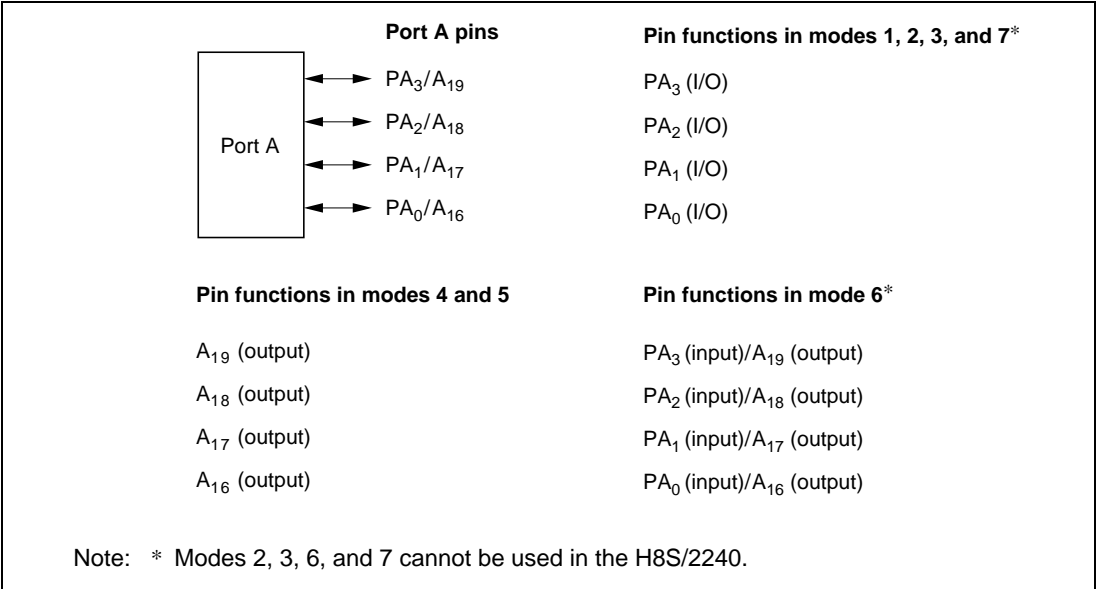 Port A pins
Pin functions in modes 1, 2, 3, and 7*
Port A
PA3/A19
PA3 (I/O)
PA2/A18
PA2 (I/O)
PA1/A17
PA1 (I/O)
PA0/A16
PA0 (I/O)
Pin functions in modes 4 and 5
A19 (output)
A18 (output)
A17 (output)
A16 (output)
Pin functions in mode 6*
PA3 (input)/A19 (output)
PA2 (input)/A18 (output)
PA1 (input)/A17 (output)
PA0 (input)/A16 (output)
Note: * Modes 2, 3, 6, and 7 cannot be used in the H8S/2240.